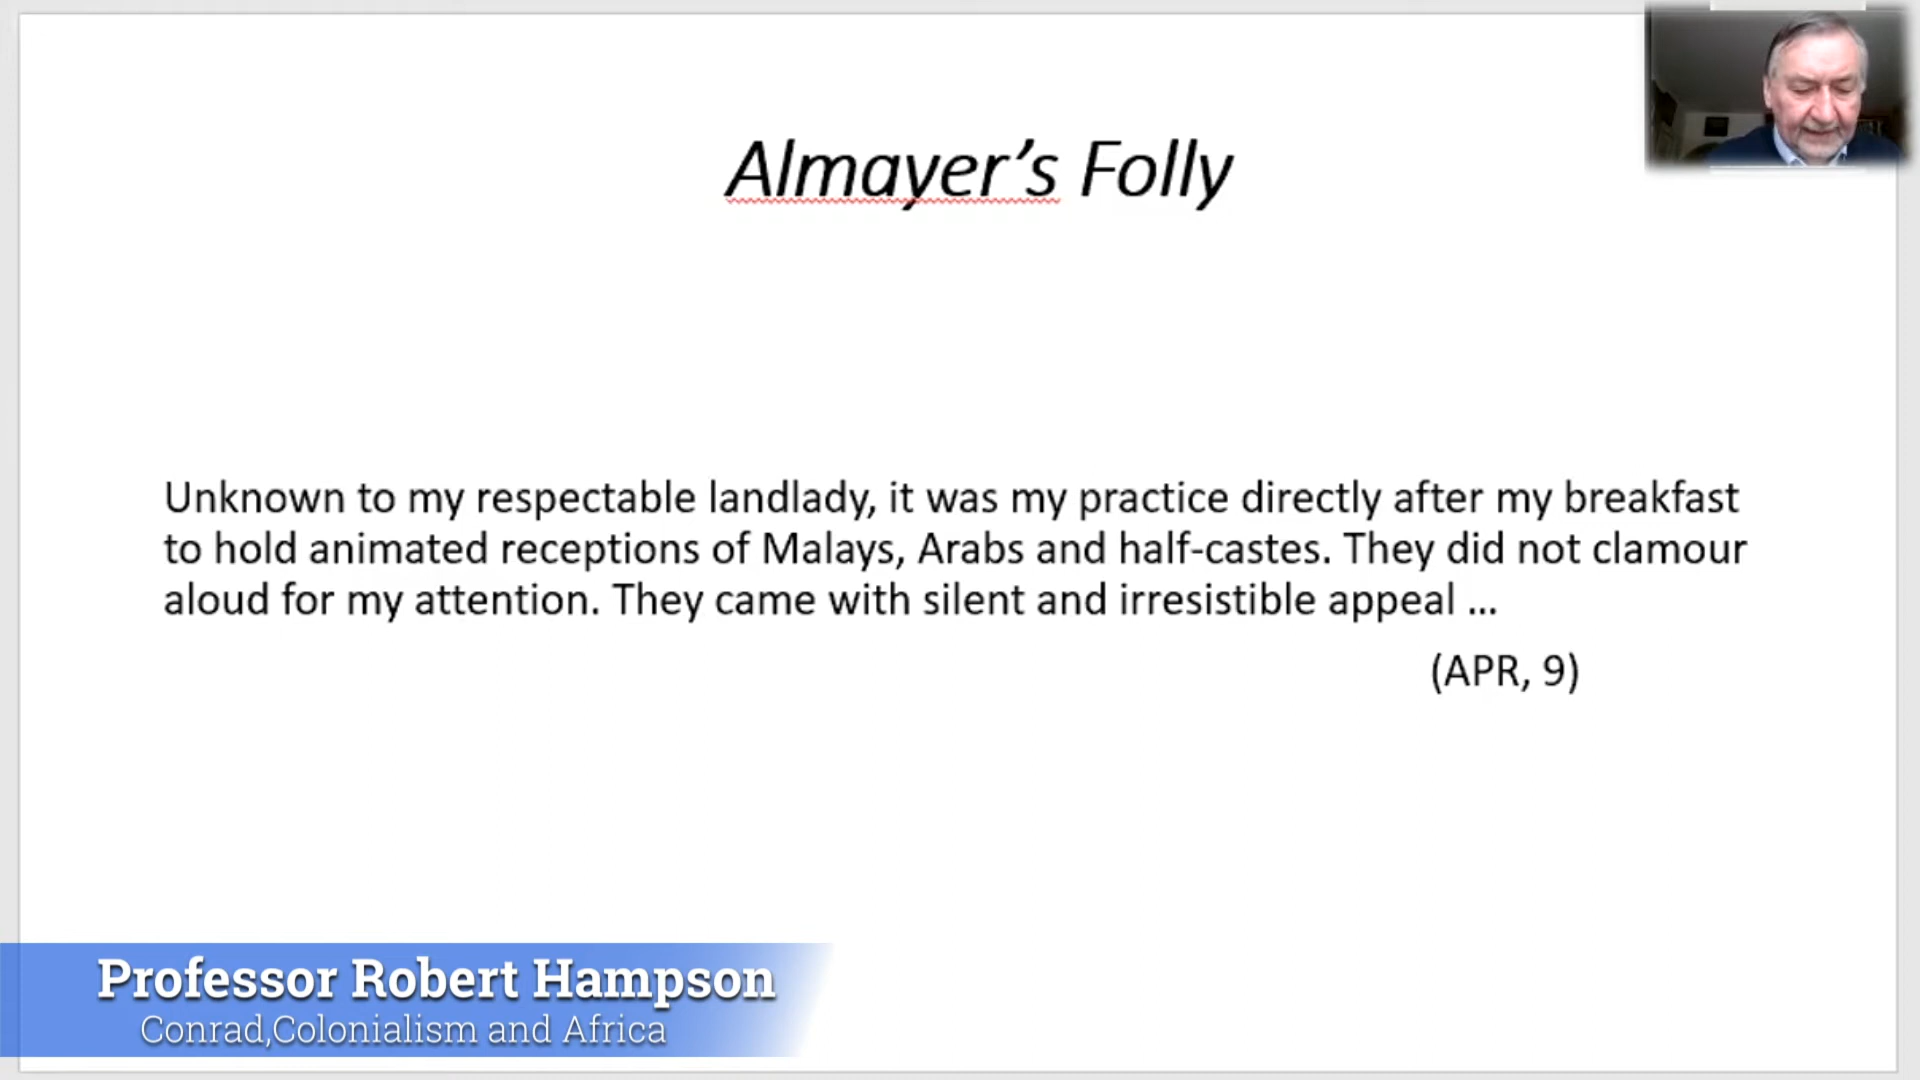 Almayer’s Folly
Unknown to my respectable landlady, it was my practice directly after my breakfast
to hold animated receptions of Malays, Arabs and half-castes. They did not clamour
aloud for my attention. They came with silent and irresistible appeal ...
(APR, 9)
Professor Robert Hampson
Conrad,Colonialism and Africa